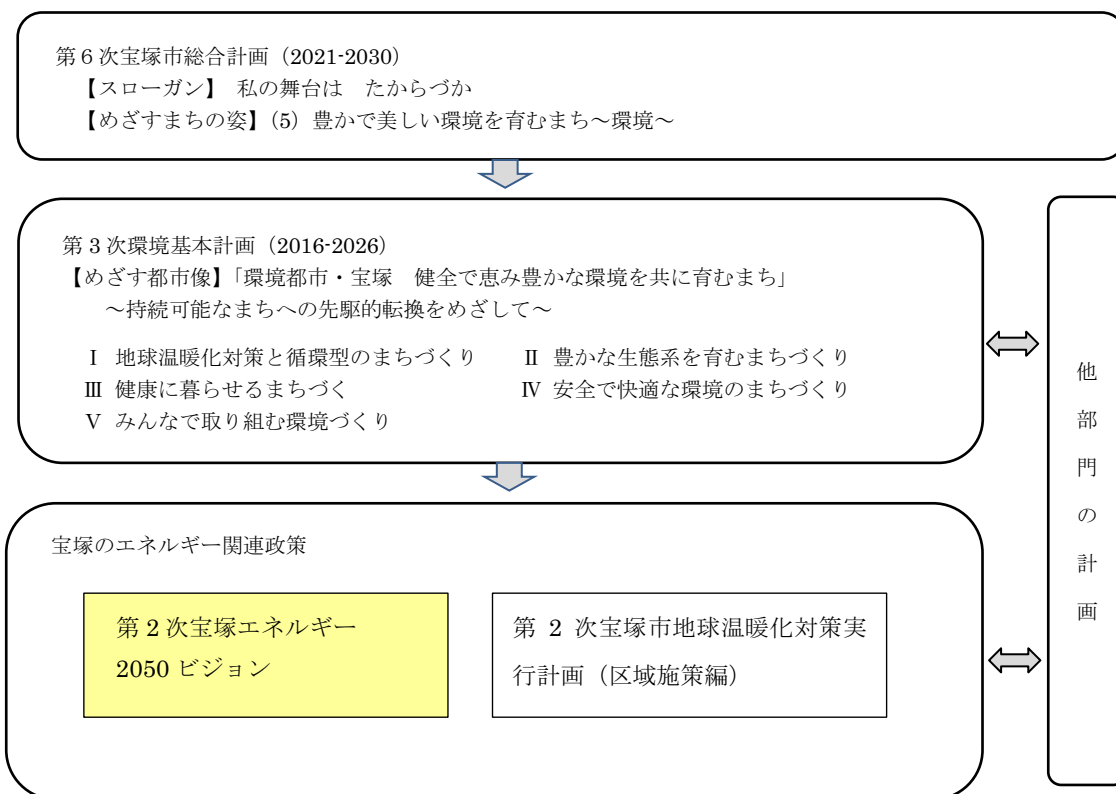 第6次宝塚市総合計画（2021-2030）
【スローガン】 私の舞台は　たからづか
【めざすまちの姿】（5）豊かで美しい環境を育むまち～環境～
第3次環境基本計画（2016-2026）
【めざす都市像】「環境都市・宝塚　健全で恵み豊かな環境を共に育むまち」
～持続可能なまちへの先駆的転換をめざして～
Ⅰ 地球温暖化対策と循環型のまちづくり　Ⅱ 豊かな生態系を育むまちづくり
Ⅲ 健康に暮らせるまちづく　Ⅳ 安全で快適な環境のまちづくり
Ⅴ みんなで取り組む環境づくり
宝塚のエネルギー関連政策
第2次宝塚エネルギー
2050ビジョン
第 2 次宝塚市地球温暖化対策実
行計画（区域施策編）
他部門の計画